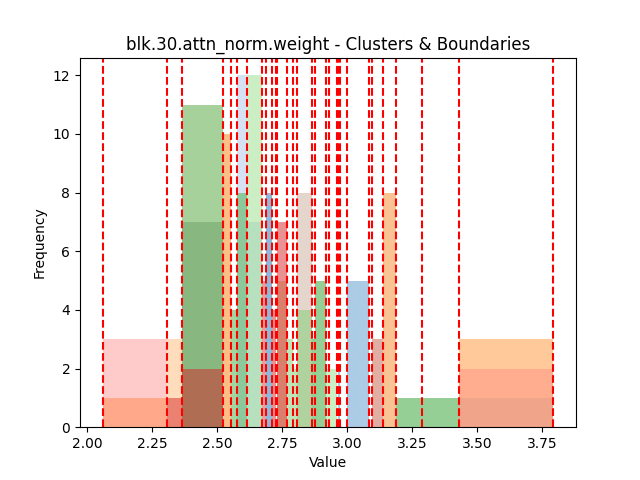 blk.30.attn_norm.weight - Clusters & Boundaries
12
10
8
6
4
2
0
Frequency
2.00 2.25 2.50 2.75 3.00 3.25 3.50 3.75
Value